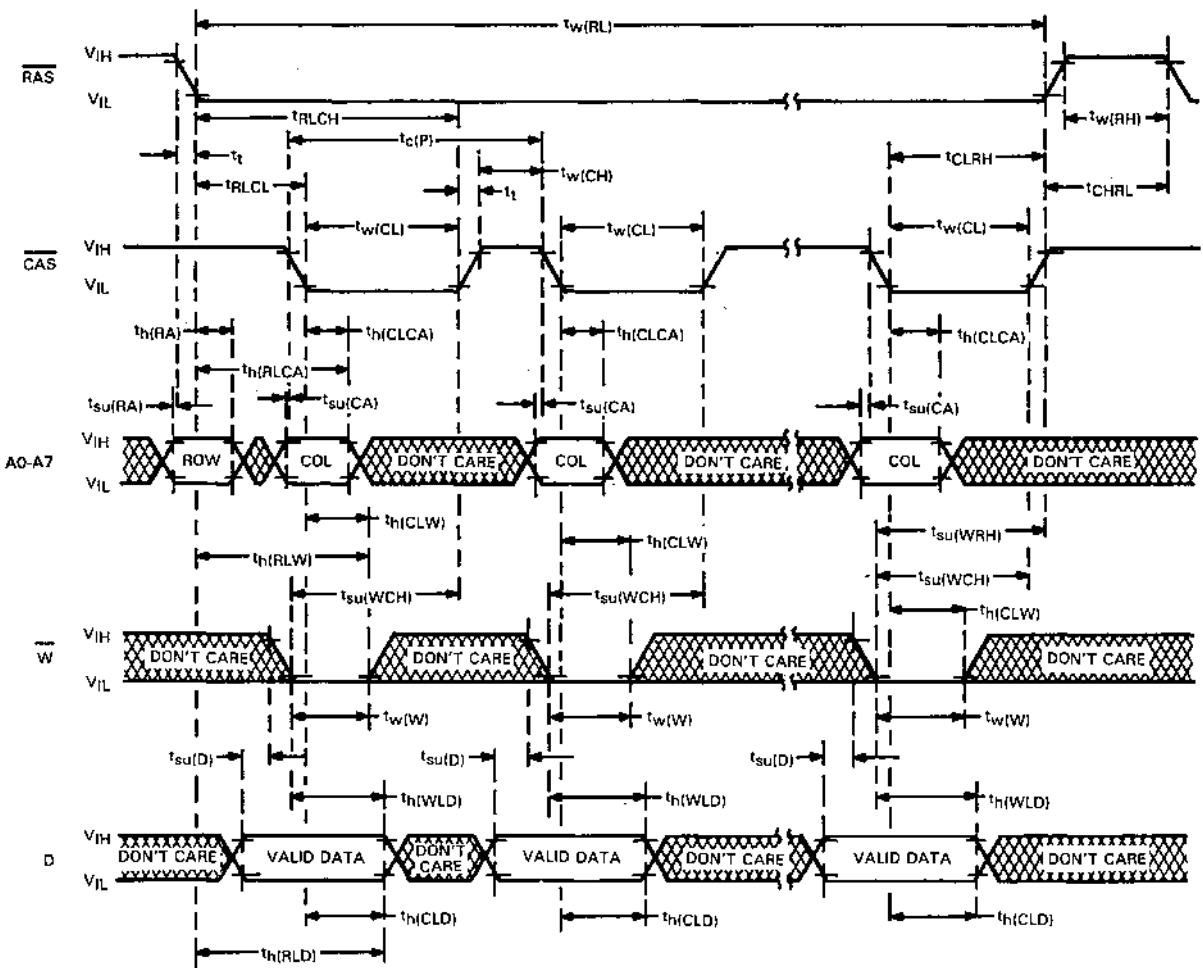 tw(RL)
RAS
VIH
VIL
tRLCH
tw(RH)
tc(P)
tCLRH
tt
tw(CH)
tRLCL
tt
tCHRL
tw(CL)
tw(CL)
tw(CL)
CAS
VIH
VIL
th(RA)
th(CLCA)
th(CLCA)
th(CLCA)
th(RLCA)
tsu(RA)
tsu(CA)
tsu(CA)
tsu(CA)
A0-A7
VIH
VIL
ROW
COL
DON'T CARE
COL
DON'T CARE
COL
DON'T CARE
th(CLW)
th(CLW)
tsu(WRH)
th(RLW)
tsu(WCH)
tsu(WCH)
tsu(WCH)
th(CLW)
W
VIH
VIL
DON'T CARE
DON'T CARE
DON'T CARE
DON'T CARE
tw(W)
tw(W)
tw(W)
tsu(D)
tsu(D)
tsu(D)
th(WLD)
th(WLD)
th(WLD)
D
VIH
VIL
DON'T CARE
VALID DATA
DON'T CARE
VALID DATA
DON'T CARE
VALID DATA
DON'T CARE
th(CLD)
th(CLD)
th(CLD)
th(RLD)